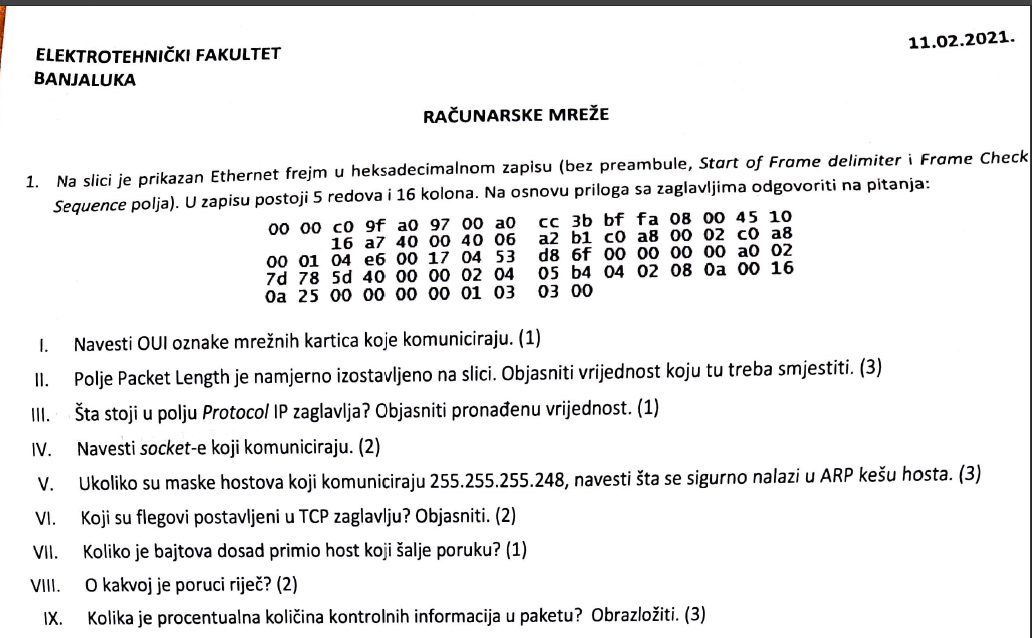 ELEKTROTEHNIČKI FAKULTET
BANJALUKA
11.02.2021.
RAČUNARSKE MREŽE
1. Na slici je prikazan Ethernet frejm u heksadecimalnom zapisu (bez preambule, Start of Frame delimiter i Frame Check
Sequence polja). U zapisu postoji 5 redova i 16 kolona. Na osnovu priloga sa zaglavljima odgovoriti na pitanja:
00 00 c0 9f a0 97 00 a0 cc 3b bf fa 08 00 45 10
16 a7 40 00 40 06 a2 b1 c0 a8 00 02 c0 a8
00 01 04 e6 00 17 04 53 d8 6f 00 00 00 00 a0 02
7d 78 5d 40 00 00 02 04 05 b4 04 02 08 0a 00 16
0a 25 00 00 00 00 01 03 03 00
I. Navesti OUI oznake mrežnih kartica koje komuniciraju. (1)
II. Polje Packet Length je namjerno izostavljeno na slici. Objasniti vrijednost koju tu treba smjestiti. (3)
III. Šta stoji u polju Protocol IP zaglavlja? Objasniti pronađenu vrijednost. (1)
IV. Navesti socket-e koji komuniciraju. (2)
V. Ukoliko su maske hostova koji komuniciraju 255.255.255.248, navesti šta se sigurno nalazi u ARP kešu hosta. (3)
VI. Koji su flegovi postavljeni u TCP zaglavlju? Objasniti. (2)
VII. Koliko je bajtova dosad primio host koji šalje poruku? (1)
VIII. O kakvoj je poruci riječ? (2)
IX. Kolika je procentualna količina kontrolnih informacija u paketu? Obrazložiti. (3)